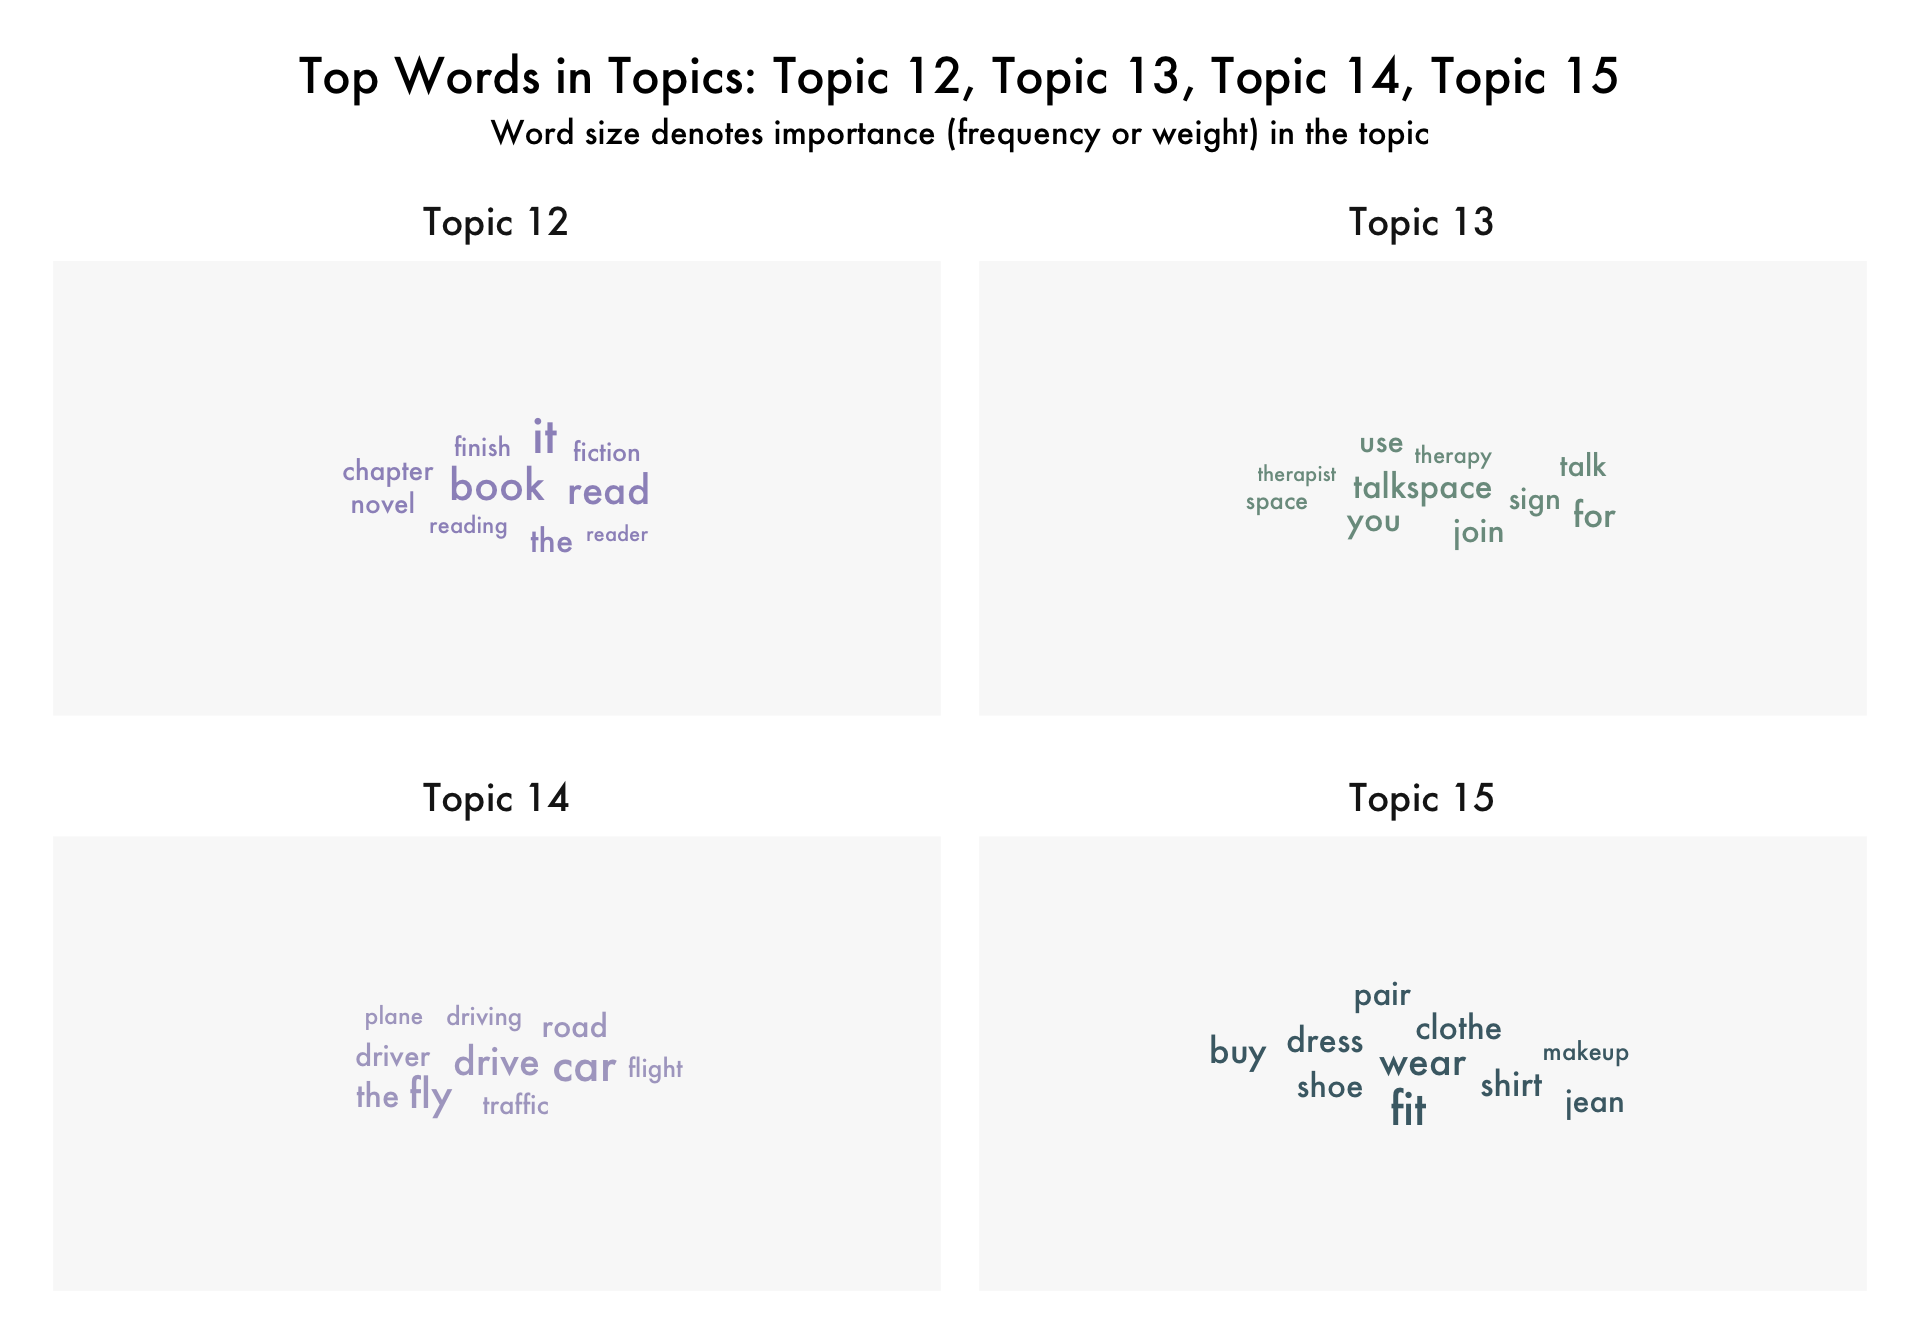 Top Words in Topics: Topic 12, Topic 13, Topic 14, Topic 15
Word size denotes importance (frequency or weight) in the topic
Topic 12
it
finish
fiction
chapter
book
read
novel
reading
the
reader
Topic 13
use
therapy
talk
therapist
talkspace
space
sign
you
join
for
Topic 14
plane
driving
road
driver
drive
car
flight
the
fly
traffic
Topic 15
pair
clothe
buy
dress
wear
makeup
shoe
shirt
jean
fit